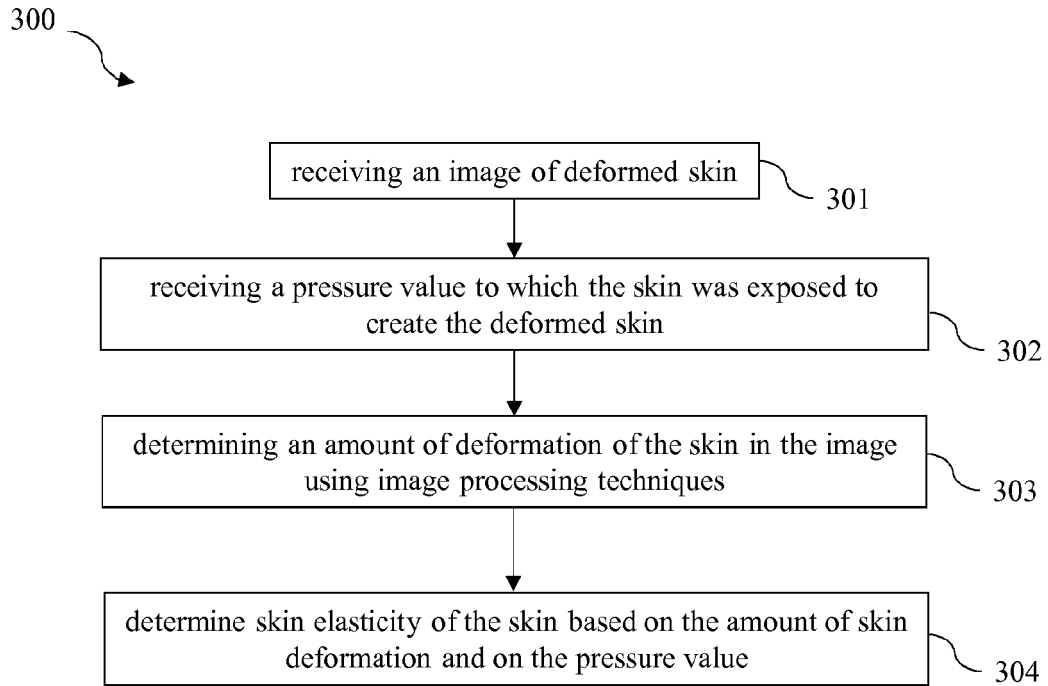 300
receiving an image of deformed skin
301
receiving a pressure value to which the skin was exposed to
create the deformed skin
302
determining an amount of deformation of the skin in the image
using image processing techniques
303
determine skin elasticity of the skin based on the amount of skin
deformation and on the pressure value
304